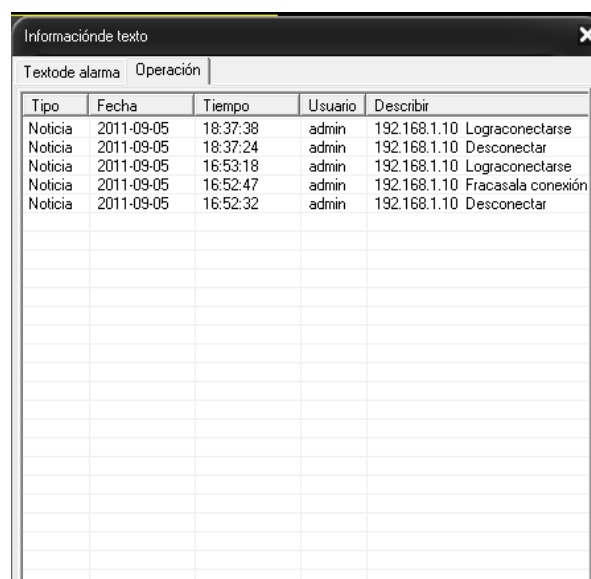 Informaciónde texto
Textode alarma Operación
Tipo Fecha Tiempo Usuario Describir
Noticia 2011-09-05 18:37:38 admin 192.168.1.10 Lograconectarse
Noticia 2011-09-05 18:37:24 admin 192.168.1.10 Desconectar
Noticia 2011-09-05 16:53:18 admin 192.168.1.10 Lograconectarse
Noticia 2011-09-05 16:52:47 admin 192.168.1.10 Fracasala conexión
Noticia 2011-09-05 16:52:32 admin 192.168.1.10 Desconectar